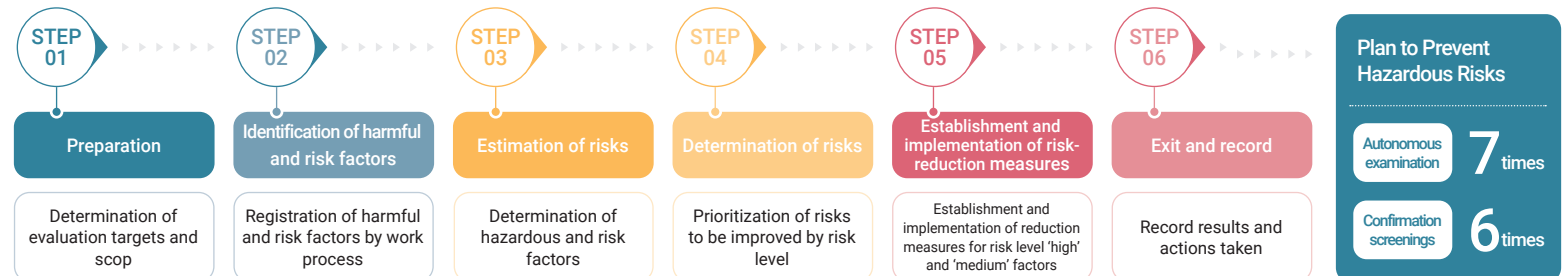 STEP
01
Preparation
Determination of
evaluation targets and
scop
STEP
02
Identification of harmful
and risk factors
Registration of harmful
and risk factors by work
process
STEP
03
Estimation of risks
Determination of
hazardous and risk
factors
STEP
04
Determination of risks
Prioritization of risks
to be improved by risk
level
STEP
05
Establishment and
implementation of risk-
reduction measures
Establishment and
implementation of reduction
measures for risk level ‘high’
and ‘medium’ factors
STEP
06
Exit and record
Record results and
actions taken
Plan to Prevent
Hazardous Risks
Autonomous
examination
7 times
Confirmation
screenings
6 times